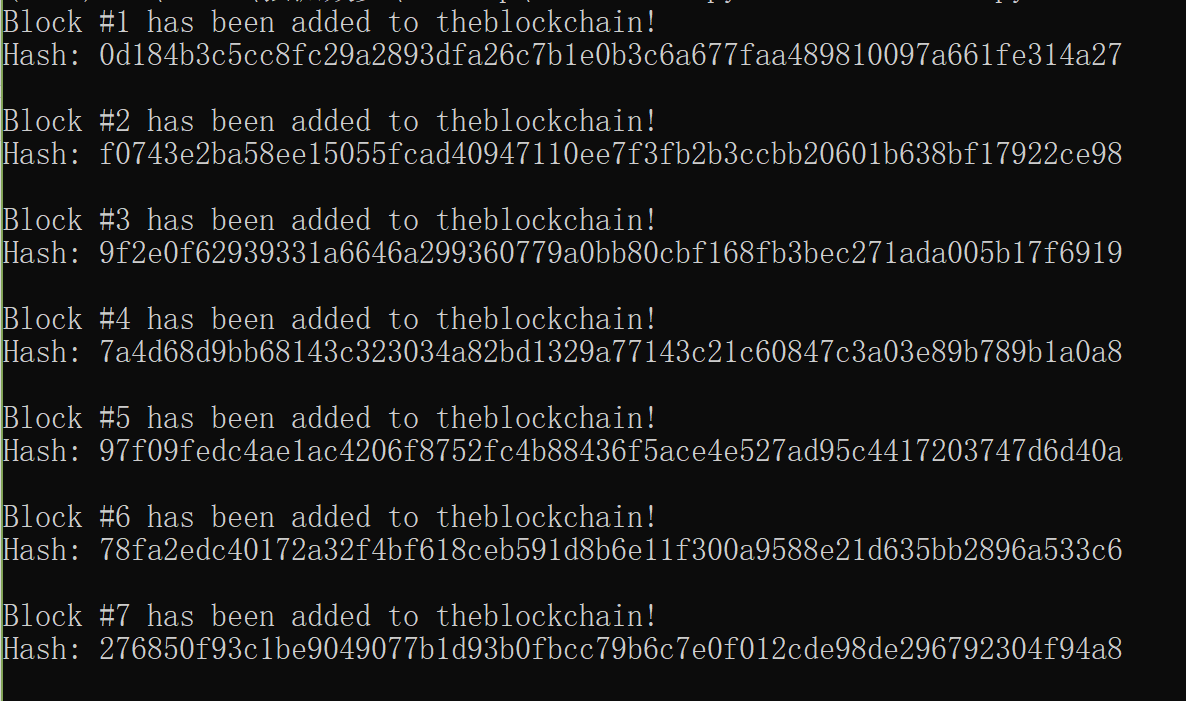 Block #1 has been added to theblockchain!
Hash: 0d184b3c5cc8fc29a2893dfa26c7b1e0b3c6a677faa489810097a661fe314a27
Block #2 has been added to theblockchain!
Hash: f0743e2ba58ee15055fcad40947110ee7f3fb2b3ccbb20601b638bf17922ce98
Block #3 has been added to theblockchain!
Hash: 9f2e0f62939331a6646a299360779a0bb80cbf168fb3bec271ada005b17f6919
Block #4 has been added to theblockchain!
Hash: 7a4d68d9bb68143c323034a82bd1329a77143c21c60847c3a03e89b789b1a0a8
Block #5 has been added to theblockchain!
Hash: 97f09fedc4ae1ac4206f8752fc4b88436f5ace4e527ad95c4417203747d6d40a
Block #6 has been added to theblockchain!
Hash: 78fa2edc40172a32f4bf618ceb591d8b6e11f300a9588e21d635bb2896a533c6
Block #7 has been added to theblockchain!
Hash: 276850f93c1be9049077b1d93b0fbcc79b6c7e0f012cde98de296792304f94a8